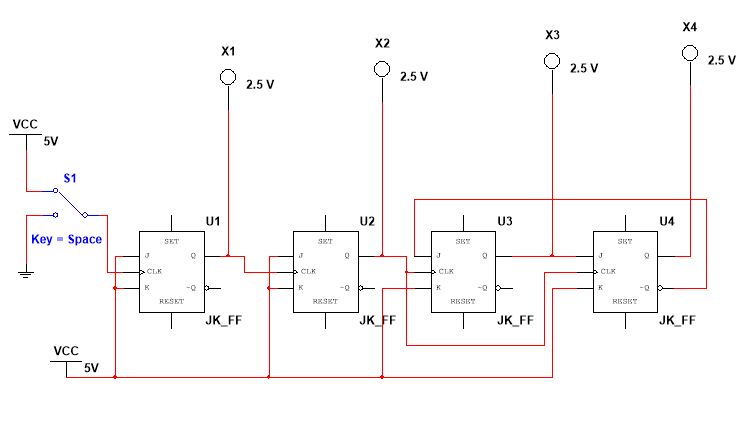 X1
2.5 V
X2
2.5 V
X3
2.5 V
X4
2.5 V
VCC
5V
S1
Key = Space
U1
SET
J
Q
CLK
K
~Q
RESET
JK_FF
U2
SET
J
Q
CLK
K
~Q
RESET
JK_FF
U3
SET
J
Q
CLK
K
~Q
RESET
JK_FF
U4
SET
J
Q
CLK
K
~Q
RESET
JK_FF
VCC
5V